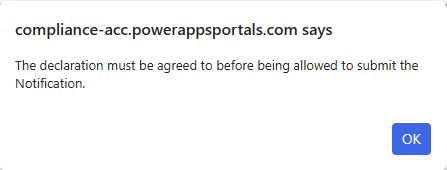 compliance-acc.powerappsportals.com says
The declaration must be agreed to before being allowed to submit the
Notification.
OK